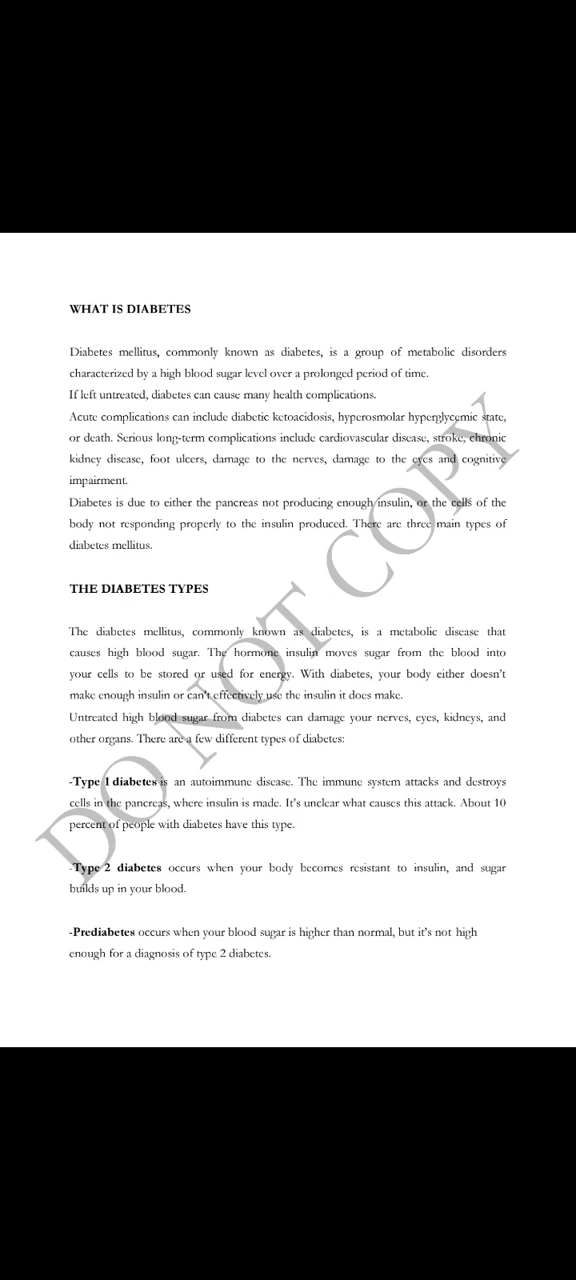 WHAT IS DIABETES
Diabetes mellitus, commonly known as diabetes, is a group of metabolic disorders
characterized by a high blood sugar level over a prolonged period of time.
If left untreated, diabetes can cause many health complications.
Acute complications can include diabetic ketoacidosis, hyperosmolar hyperglycemic state,
or death. Serious long-term complications include cardiovascular disease, stroke, chronic
kidney disease, foot ulcers, damage to the nerves, damage to the eyes and cognitive
impairment.
Diabetes is due to either the pancreas not producing enough insulin, or the cells of the
body not responding properly to the insulin produced. There are three main types of
diabetes mellitus.
THE DIABETES TYPES
The diabetes mellitus, commonly known as diabetes, is a metabolic disease that
causes high blood sugar. The hormone insulin moves sugar from the blood into
your cells to be stored or used for energy. With diabetes, your body either doesn't
make enough insulin or can't effectively use the insulin it does make.
Untreated high blood sugar from diabetes can damage your nerves, eyes, kidneys, and
other organs. There are a few different types of diabetes:
-Type 1 diabetes is an autoimmune disease. The immune system attacks and destroys
cells in the pancreas, where insulin is made. It's unclear what causes this attack. About 10
percent of people with diabetes have this type.
-Type 2 diabetes occurs when your body becomes resistant to insulin, and sugar
builds up in your blood.
-Prediabetes occurs when your blood sugar is higher than normal, but it's not high
enough for a diagnosis of type 2 diabetes.
DO NOT COPY